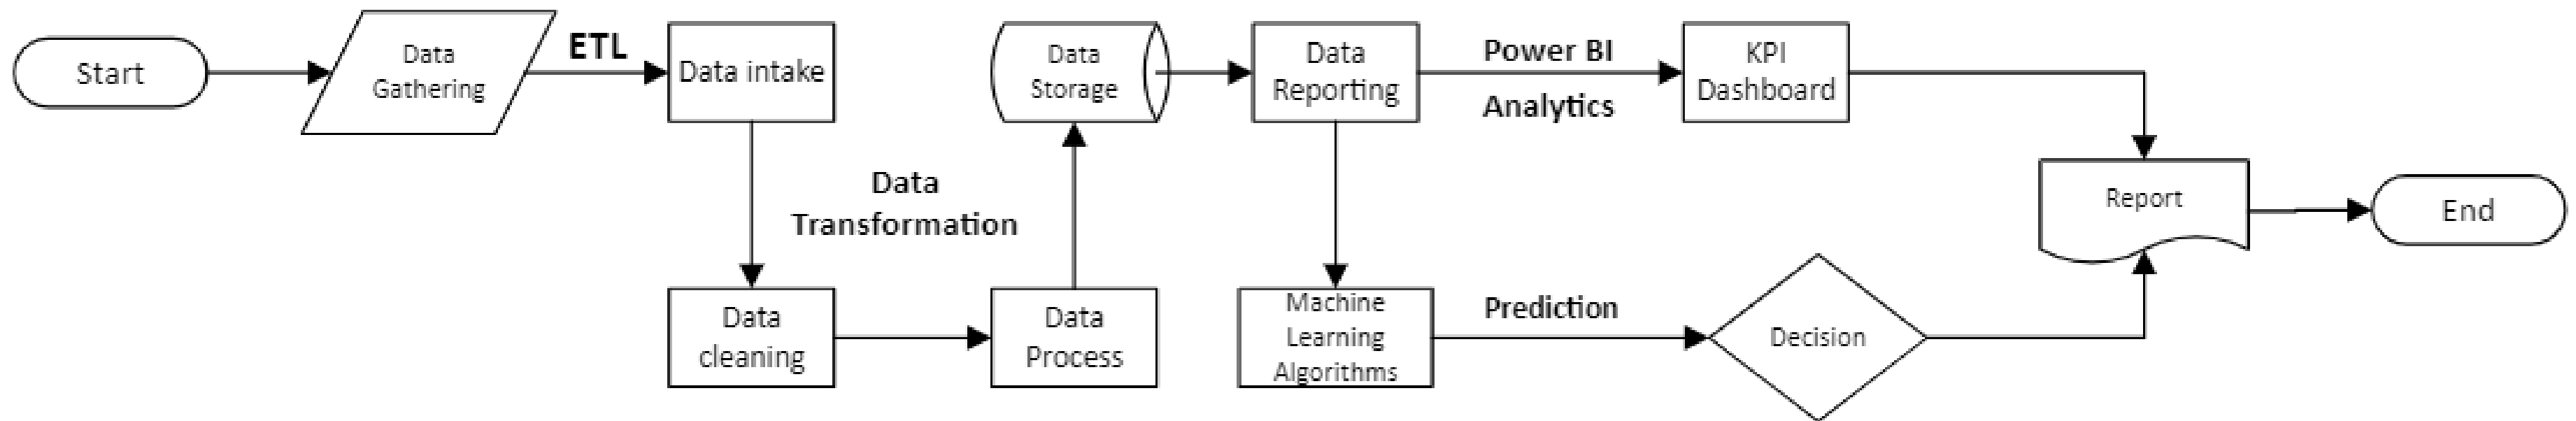 Start
Data
Gathering
ETL
Data intake
Data
cleaning
Data
Transformation
Data
Process
Data
Storage
Data
Reporting
Power BI
Analytics
KPI
Dashboard
Machine
Learning
Algorithms
Prediction
Decision
Report
End